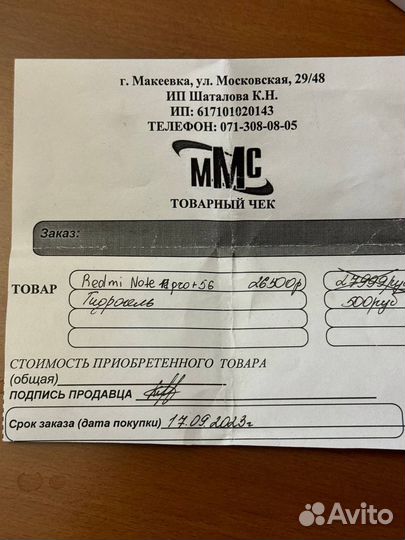 г. Макеевка, ул. Московская, 29/48
ИП Шаталова К.Н.
ИП: 617101020143
ТЕЛЕФОН: 071-308-08-05
ММС
ТОВАРНЫЙ ЧЕК
Заказ:
ТОВАР
Redmi Note pro+5G 26500р 27999руб
Гидрогель 500руб
СТОИМОСТЬ ПРИОБРЕТЕННОГО ТОВАРА
(общая)
ПОДПИСЬ ПРОДАВЦА
Срок заказа (дата покупки) 17.09.2023г
Avito